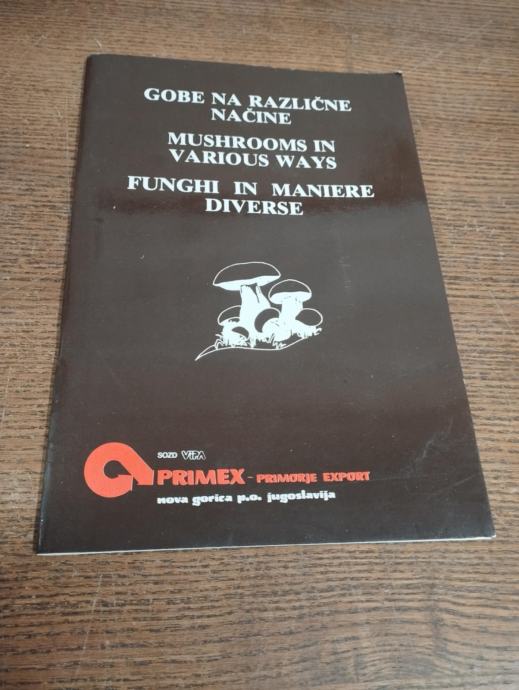 GOBE NA RAZLIČNE
NAČINE
MUSHROOMS IN
VARIOUS WAYS
FUNGHI IN MANIERE
DIVERSE
SOZD VIPA
PRIMEX - PRIMORJE EXPORT
nova gorica p.o. jugoslavija